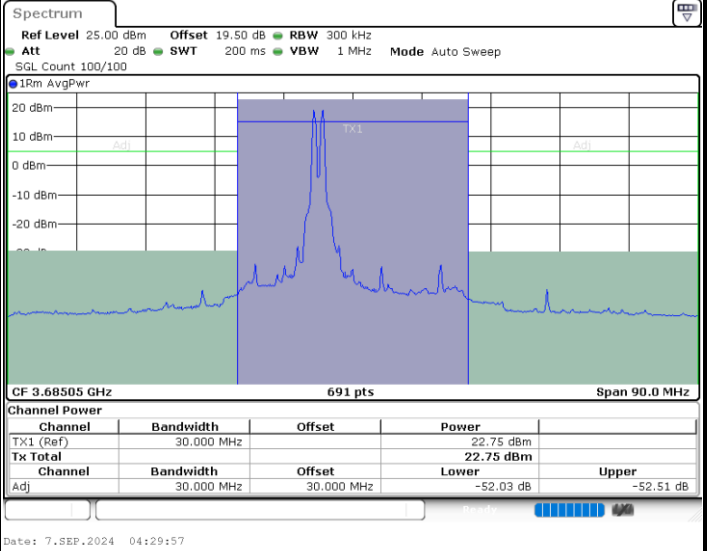 Spectrum
Ref Level 25.00 dBm Offset 19.50 dB RBW 300 kHz
Att 20 dB SWT 200 ms VBW 1 MHz Mode Auto Sweep
SGL Count 100/100
1Rm AvgPwr
20 dBm
TX1
10 dBm
Adj Adj
0 dBm
-10 dBm
-20 dBm
CF 3.68505 GHz 691 pts Span 90.0 MHz
Channel Power
Channel Bandwidth Offset Power
TX1 (Ref) 30.000 MHz 22.75 dBm
Tx Total 22.75 dBm
Channel Bandwidth Offset Lower Upper
Adj 30.000 MHz 30.000 MHz -52.03 dB -52.51 dB
Ready
Date: 7.SEP.2024 04:29:57